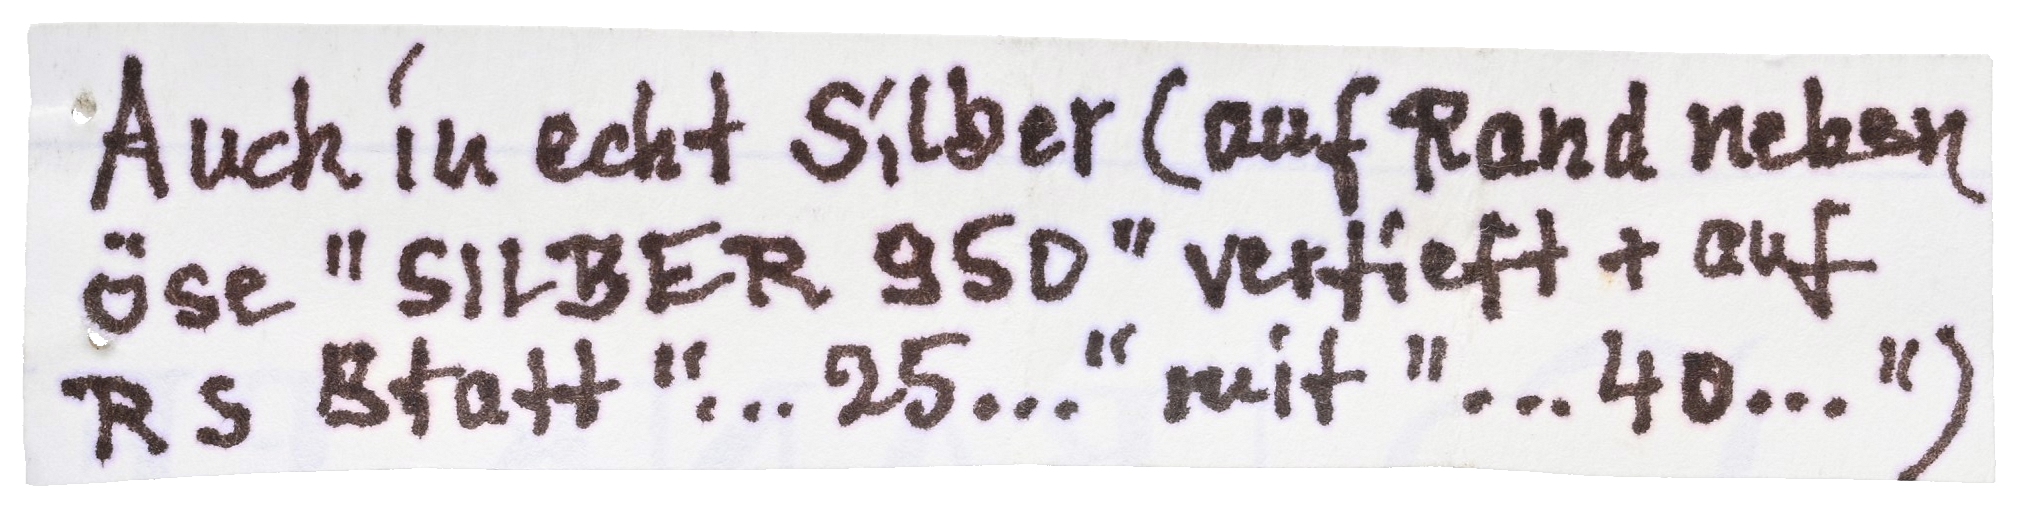 Auch in echt Silber (auf Rand neben
öse "SILBER 950" vertieft + auf
RS Statt "... 25..." mit "... 40...")